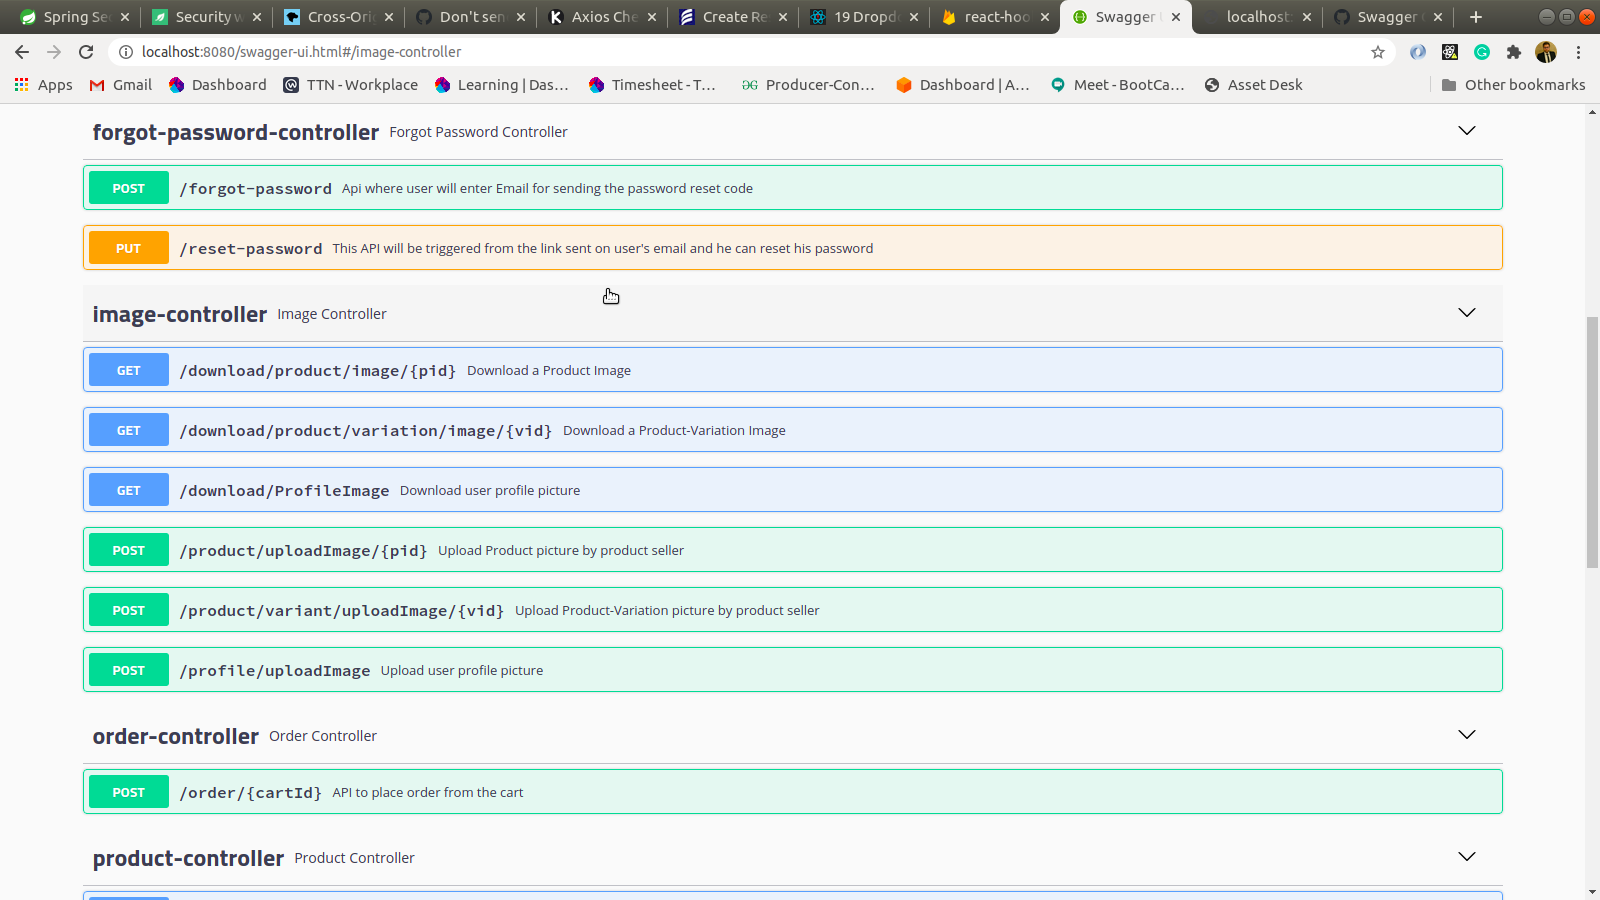 Spring Se
Security w
Cross-Ori
Don't sen
Axios Che
Create Re
19 Dropd
react-hoo
Swagger
localhost:
Swagger
localhost:8080/swagger-ui.html#/image-controller
Apps
Gmail
Dashboard
TTN - Workplace
Learning | Das...
Timesheet - T...
Producer-Con...
Dashboard | A...
Meet - BootCa...
Asset Desk
Other bookmarks
forgot-password-controller Forgot Password Controller
POST /forgot-password Api where user will enter Email for sending the password reset code
PUT /reset-password This API will be triggered from the link sent on user's email and he can reset his password
image-controller Image Controller
GET /download/product/image/{pid} Download a Product Image
GET /download/product/variation/image/{vid} Download a Product-Variation Image
GET /download/ProfileImage Download user profile picture
POST /product/uploadImage/{pid} Upload Product picture by product seller
POST /product/variant/uploadImage/{vid} Upload Product-Variation picture by product seller
POST /profile/uploadImage Upload user profile picture
order-controller Order Controller
POST /order/{cartId} API to place order from the cart
product-controller Product Controller